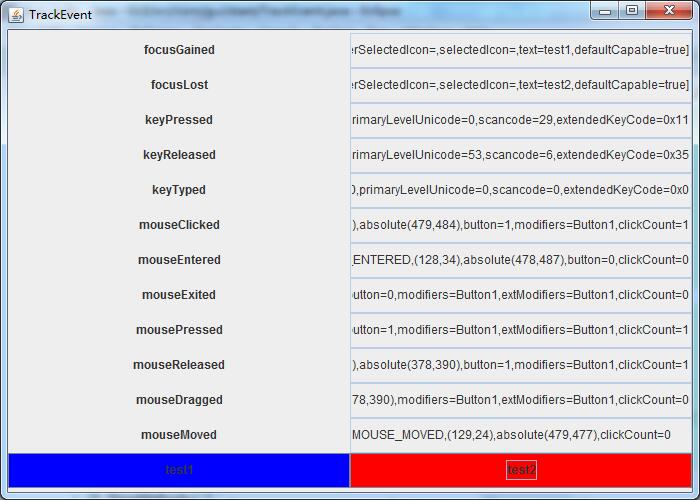 TrackEvent
focusGained erSelectedIcon=,selectedIcon=,text=test1,defaultCapable=true]
focusLost erSelectedIcon=,selectedIcon=,text=test2,defaultCapable=true]
keyPressed rimaryLevelUnicode=0,scancode=29,extendedKeyCode=0x11
keyReleased rimaryLevelUnicode=53,scancode=6,extendedKeyCode=0x35
keyTyped 0,primaryLevelUnicode=0,scancode=0,extendedKeyCode=0x0
mouseClicked ),absolute(479,484),button=1,modifiers=Button1,clickCount=1
mouseEntered _ENTERED,(128,34),absolute(478,487),button=0,clickCount=0
mouseExited utton=0,modifiers=Button1,extModifiers=Button1,clickCount=0
mousePressed utton=1,modifiers=Button1,extModifiers=Button1,clickCount=1
mouseReleased ),absolute(378,390),button=1,modifiers=Button1,clickCount=1
mouseDragged 78,390),modifiers=Button1,extModifiers=Button1,clickCount=0
mouseMoved MOUSE_MOVED,(129,24),absolute(479,477),clickCount=0
test1 test2